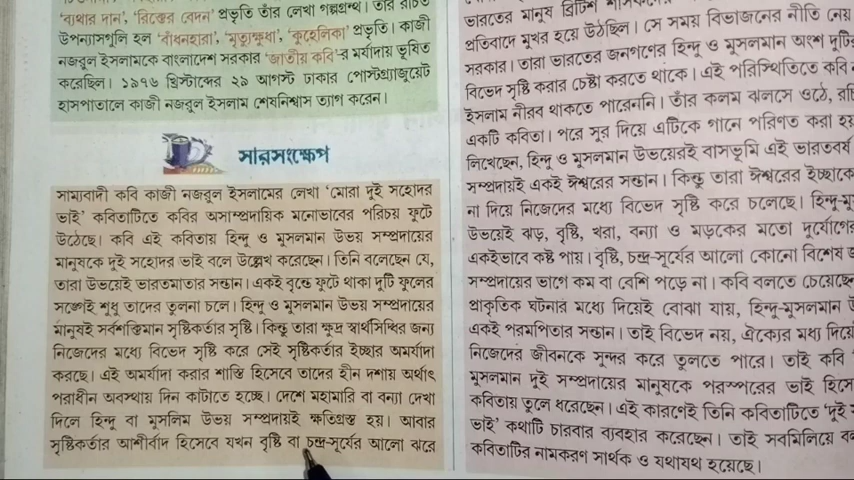 'ব্যথার দান', 'রিক্তের বেদন' প্রভৃতি তাঁর লেখা গল্পগ্রন্থ। তাঁর রচিত
উপন্যাসগুলি হল 'বাঁধনহারা', 'মৃত্যুক্ষুধা', 'কুহেলিকা' প্রভৃতি। কাজী
নজরুল ইসলামকে বাংলাদেশ সরকার 'জাতীয় কবি'-র মর্যাদায় ভূষিত
করেছিল। ১৯৭৬ খ্রিস্টাব্দের ২৯ আগস্ট ঢাকার পোস্টগ্র্যাজুয়েট
হাসপাতালে কাজী নজরুল ইসলাম শেষনিশ্বাস ত্যাগ করেন।
সারসংক্ষেপ
সাম্যবাদী কবি কাজী নজরুল ইসলামের লেখা 'মোরা দুই সহোদর
ভাই' কবিতাটিতে কবির অসাম্প্রদায়িক মনোভাবের পরিচয় ফুটে
উঠেছে। কবি এই কবিতায় হিন্দু ও মুসলমান উভয় সম্প্রদায়ের
মানুষকে দুই সহোদর ভাই বলে উল্লেখ করেছেন। তিনি বলেছেন যে,
তারা উভয়েই ভারতমাতার সন্তান। একই বৃন্তে ফুটে থাকা দুটি ফুলের
সঙ্গেই শুধু তাদের তুলনা চলে। হিন্দু ও মুসলমান উভয় সম্প্রদায়ের
মানুষই সর্বশক্তিমান সৃষ্টিকর্তার সৃষ্টি। কিন্তু তারা ক্ষুদ্র স্বার্থসিদ্ধির জন্য
নিজেদের মধ্যে বিভেদ সৃষ্টি করে সেই সৃষ্টিকর্তার ইচ্ছার অমর্যাদা
করছে। এই অমর্যাদা করার শাস্তি হিসেবে তাদের হীন দশায় অর্থাৎ
পরাধীন অবস্থায় দিন কাটাতে হচ্ছে। দেশে মহামারি বা বন্যা দেখা
দিলে হিন্দু বা মুসলিম উভয় সম্প্রদায়ই ক্ষতিগ্রস্ত হয়। আবার
সৃষ্টিকর্তার আশীর্বাদ হিসেবে যখন বৃষ্টি বা চন্দ্র-সূর্যের আলো ঝরে
ভারতের মানুষ ব্রিটিশ
প্রতিবাদে মুখর হয়ে উঠেছিল। সে সময় বিভাজনের নীতি নেয়
সরকার। তারা ভারতের জনগণের হিন্দু ও মুসলমান অংশ দুটির
বিভেদ সৃষ্টি করার চেষ্টা করতে থাকে। এই পরিস্থিতিতে কবি
ইসলাম নীরব থাকতে পারেননি। তাঁর কলম ঝলসে ওঠে,
একটি কবিতা। পরে সুর দিয়ে এটিকে গানে পরিণত করা হয়
লিখেছেন, হিন্দু ও মুসলমান উভয়েরই বাসভূমি এই ভারতবর্ষ
সম্প্রদায়ই একই ঈশ্বরের সন্তান। কিন্তু তারা ঈশ্বরের ইচ্ছাকে
না দিয়ে নিজেদের মধ্যে বিভেদ সৃষ্টি করে চলেছে।
উভয়েই ঝড়, বৃষ্টি, খরা, বন্যা ও মড়কের মতো দুর্যোগের
একইভাবে কষ্ট পায়। বৃষ্টি, চন্দ্র-সূর্যের আলো কোনো বিশেষ
সম্প্রদায়ের ভাগে কম বা বেশি পড়ে না। কবি বলতে চেয়েছেন
প্রাকৃতিক ঘটনার মধ্যে দিয়েই বোঝা যায়, হিন্দু-মুসলমান
একই পরমপিতার সন্তান। তাই বিভেদ নয়, ঐক্যের মধ্য দিয়ে
নিজেদের জীবনকে সুন্দর করে তুলতে পারে। তাই কবি
মুসলমান দুই সম্প্রদায়ের মানুষকে পরস্পরের ভাই হিসে
কবিতায় তুলে ধরেছেন। এই কারণেই তিনি কবিতাটিতে 'দুই
ভাই' কথাটি চারবার ব্যবহার করেছেন। তাই সবমিলিয়ে
কবিতাটির নামকরণ সার্থক ও যথাযথ হয়েছে।